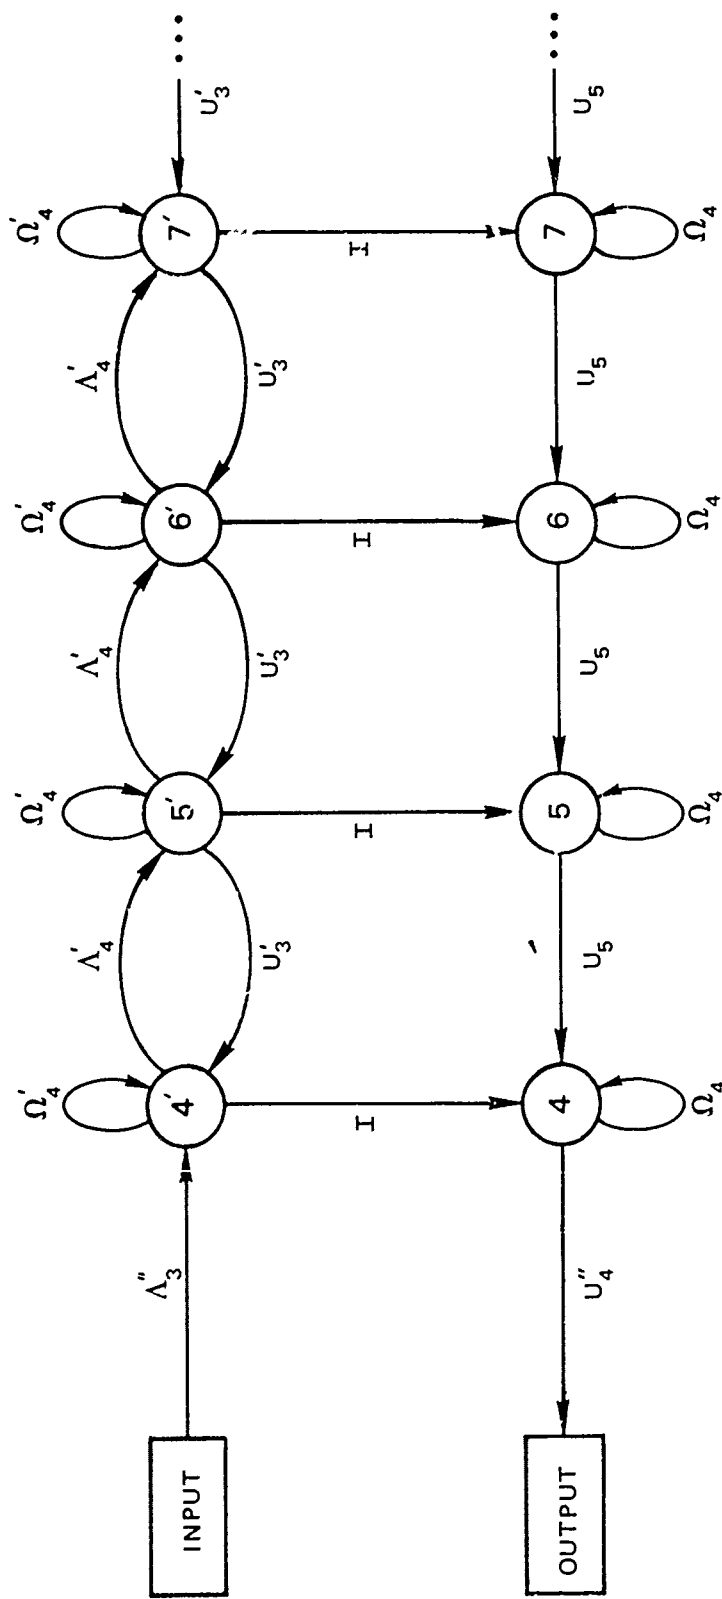 Ω'₄ Ω'₄ Ω'₄ Ω'₄
Λ''₃ Λ'₄ Λ'₄ Λ'₄
INPUT 4' 5' 6' 7' •••
U'₃ U'₃ U'₃ U'₃
I I I I
OUTPUT 4 5 6 7 •••
U''₄ U₅ U₅ U₅ U₅
Ω₄ Ω₄ Ω₄ Ω₄